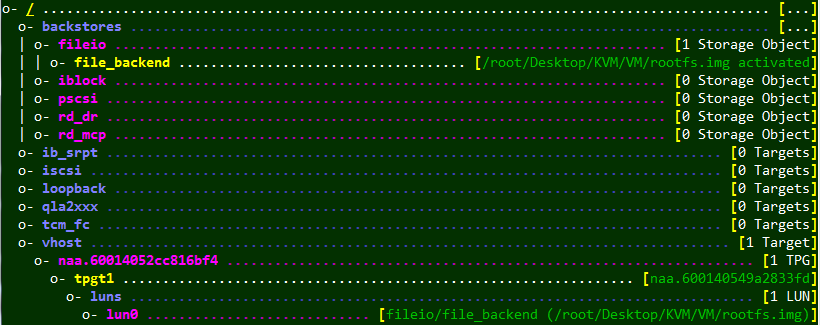 o- / ........................................................................................... [...]
o- backstores .................................................................................. [...]
| o- fileio ...................................................................... [1 Storage Object]
| | o- file_backend ..................................... [/root/Desktop/KVM/VM/rootfs.img activated]
| o- iblock ...................................................................... [0 Storage Object]
| o- pscsi ....................................................................... [0 Storage Object]
| o- rd_dr ....................................................................... [0 Storage Object]
| o- rd_mcp ...................................................................... [0 Storage Object]
o- ib_srpt .............................................................................. [0 Targets]
o- iscsi ................................................................................ [0 Targets]
o- loopback ............................................................................. [0 Targets]
o- qla2xxx .............................................................................. [0 Targets]
o- tcm_fc ............................................................................... [0 Targets]
o- vhost ................................................................................. [1 Target]
o- naa.60014052cc816bf4 .................................................................... [1 TPG]
o- tpgt1 .................................................................. [naa.600140549a2833fd]
o- luns .................................................................................. [1 LUN]
o- lun0 ................................ [fileio/file_backend (/root/Desktop/KVM/VM/rootfs.img)]